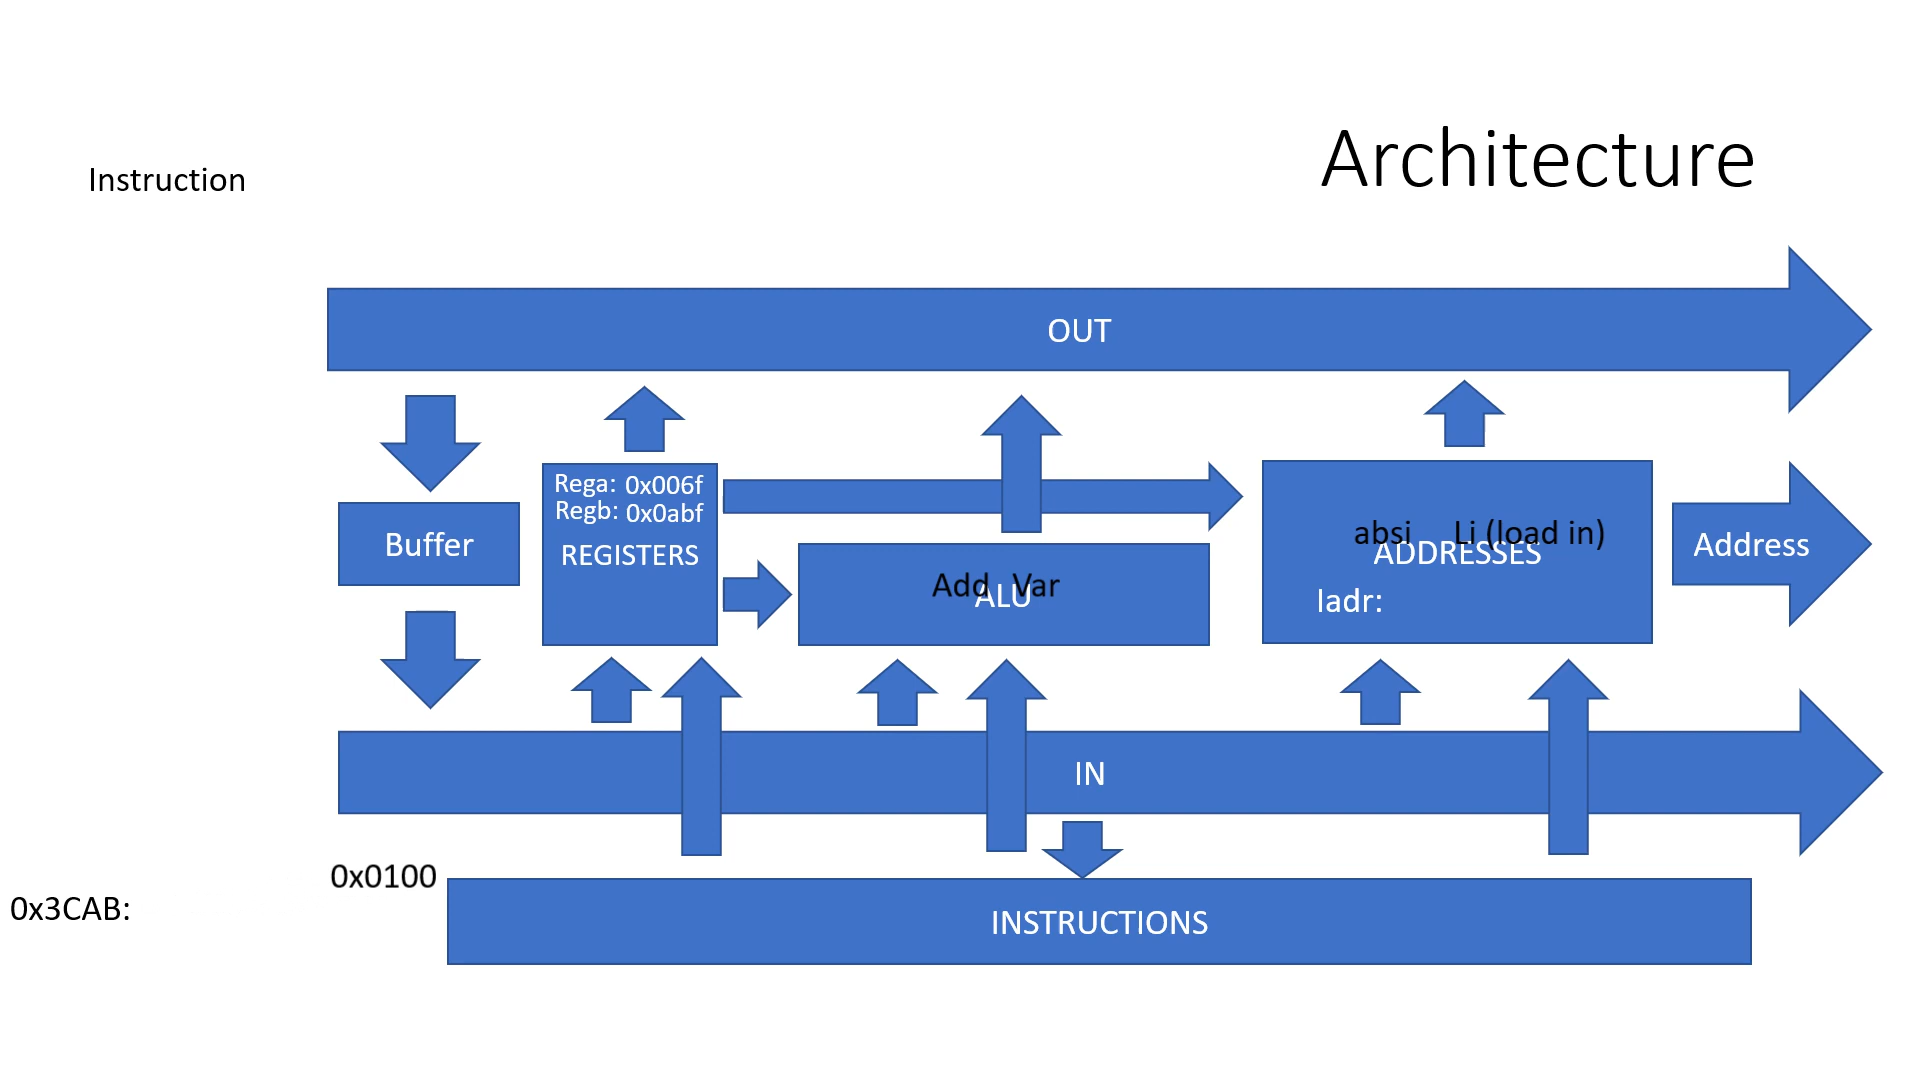 Architecture
Instruction
OUT
Rega: 0x006f
Regb: 0x0abf
REGISTERS
Buffer
Add Var
ALU
absi Li (load in)
ADDRESSES
Iadr:
Address
IN
0x0100
0x3CAB:
INSTRUCTIONS